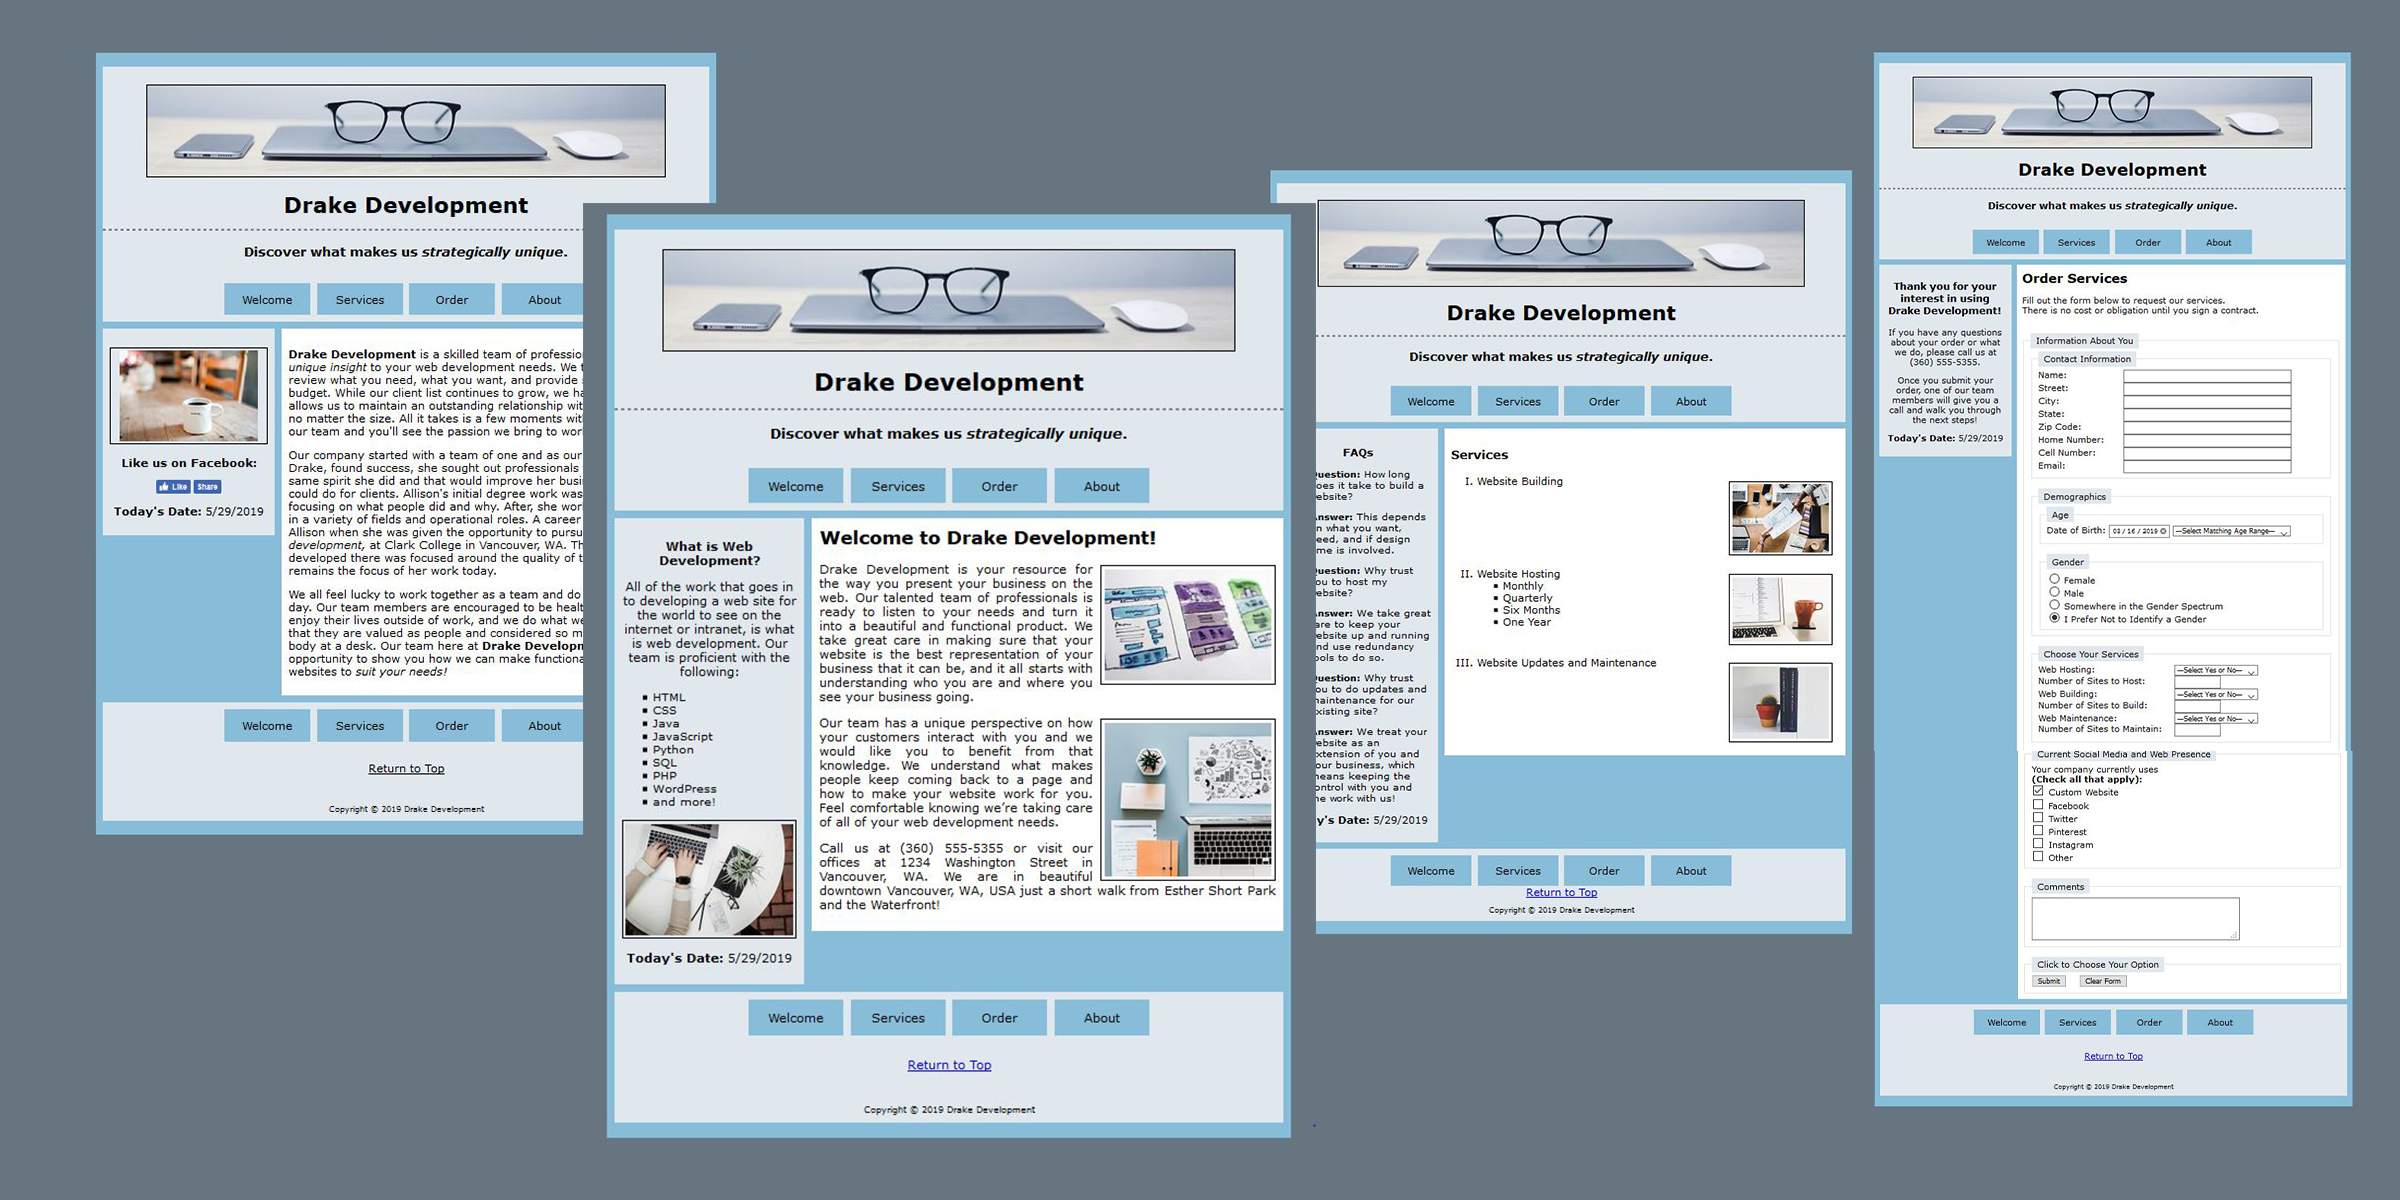 Drake Development
Discover what makes us strategically unique.
Welcome
Services
Order
About
Like us on Facebook:
Like
Share
Today's Date: 5/29/2019
Drake Development is a skilled team of professio
unique insight to your web development needs. We t
review what you need, what you want, and provide
budget. While our client list continues to grow, we ha
allows us to maintain an outstanding relationship wit
no matter the size. All it takes is a few moments wit
our team and you'll see the passion we bring to wor
Our company started with a team of one and as our
Drake, found success, she sought out professionals
same spirit she did and that would improve her busi
could do for clients. Allison's initial degree work was
focusing on what people did and why. After, she wor
in a variety of fields and operational roles. A career
Allison when she was given the opportunity to pursu
development, at Clark College in Vancouver, WA. Th
developed there was focused around the quality of t
remains the focus of her work today.
We all feel lucky to work together as a team and do
day. Our team members are encouraged to be healt
enjoy their lives outside of work, and we do what we
that they are valued as people and considered so m
body at a desk. Our team here at Drake Developn
opportunity to show you how we can make functiona
websites to suit your needs!
Welcome
Services
Order
About
Return to Top
Copyright © 2019 Drake Development
Drake Development
Discover what makes us strategically unique.
Welcome
Services
Order
About
What is Web
Development?
All of the work that goes in
to developing a web site for
the world to see on the
internet or intranet, is what
is web development. Our
team is proficient with the
following:
HTML
CSS
Java
JavaScript
Python
SQL
PHP
WordPress
and more!
Today's Date: 5/29/2019
Welcome to Drake Development!
Drake Development is your resource for
the way you present your business on the
web. Our talented team of professionals is
ready to listen to your needs and turn it
into a beautiful and functional product. We
take great care in making sure that your
website is the best representation of your
business that it can be, and it all starts with
understanding who you are and where you
see your business going.
Our team has a unique perspective on how
your customers interact with you and we
would like you to benefit from that
knowledge. We understand what makes
people keep coming back to a page and
how to make your website work for you.
Feel comfortable knowing we're taking care
of all of your web development needs.
Call us at (360) 555-5355 or visit our
offices at 1234 Washington Street in
Vancouver, WA. We are in beautiful
downtown Vancouver, WA, USA just a short walk from Esther Short Park
and the Waterfront!
Welcome
Services
Order
About
Return to Top
Copyright © 2019 Drake Development
Drake Development
Discover what makes us strategically unique.
Welcome
Services
Order
About
FAQs
uestion: How long
oes it take to build a
ebsite?
nswer: This depends
n what you want,
eed, and if design
me is involved.
uestion: Why trust
ou to host my
ebsite?
nswer: We take great
are to keep your
ebsite up and running
nd use redundancy
ools to do so.
uestion: Why trust
ou to do updates and
aintenance for our
xisting site?
nswer: We treat your
ebsite as an
xtension of you and
our business, which
eans keeping the
ontrol with you and
he work with us!
y's Date: 5/29/2019
Services
I. Website Building
II. Website Hosting
Monthly
Quarterly
Six Months
One Year
III. Website Updates and Maintenance
Welcome
Services
Order
About
Return to Top
Copyright © 2019 Drake Development
Drake Development
Discover what makes us strategically unique.
Welcome
Services
Order
About
Thank you for your
interest in using
Drake Development!
If you have any questions
about your order or what
we do, please call us at
(360) 555-5355.
Once you submit your
order, one of our team
members will give you a
call and walk you through
the next steps!
Today's Date: 5/29/2019
Order Services
Fill out the form below to request our services.
There is no cost or obligation until you sign a contract.
Information About You
Contact Information
Name:
Street:
City:
State:
Zip Code:
Home Number:
Cell Number:
Email:
Demographics
Age
Date of Birth: 03 / 16 / 2019 —Select Matching Age Range—
Gender
Female
Male
Somewhere in the Gender Spectrum
I Prefer Not to Identify a Gender
Choose Your Services
Web Hosting: —Select Yes or No—
Number of Sites to Host:
Web Building: —Select Yes or No—
Number of Sites to Build:
Web Maintenance: —Select Yes or No—
Number of Sites to Maintain:
Current Social Media and Web Presence
Your company currently uses
(Check all that apply):
Custom Website
Facebook
Twitter
Pinterest
Instagram
Other
Comments
Click to Choose Your Option
Submit
Clear Form
Welcome
Services
Order
About
Return to Top
Copyright © 2019 Drake Development